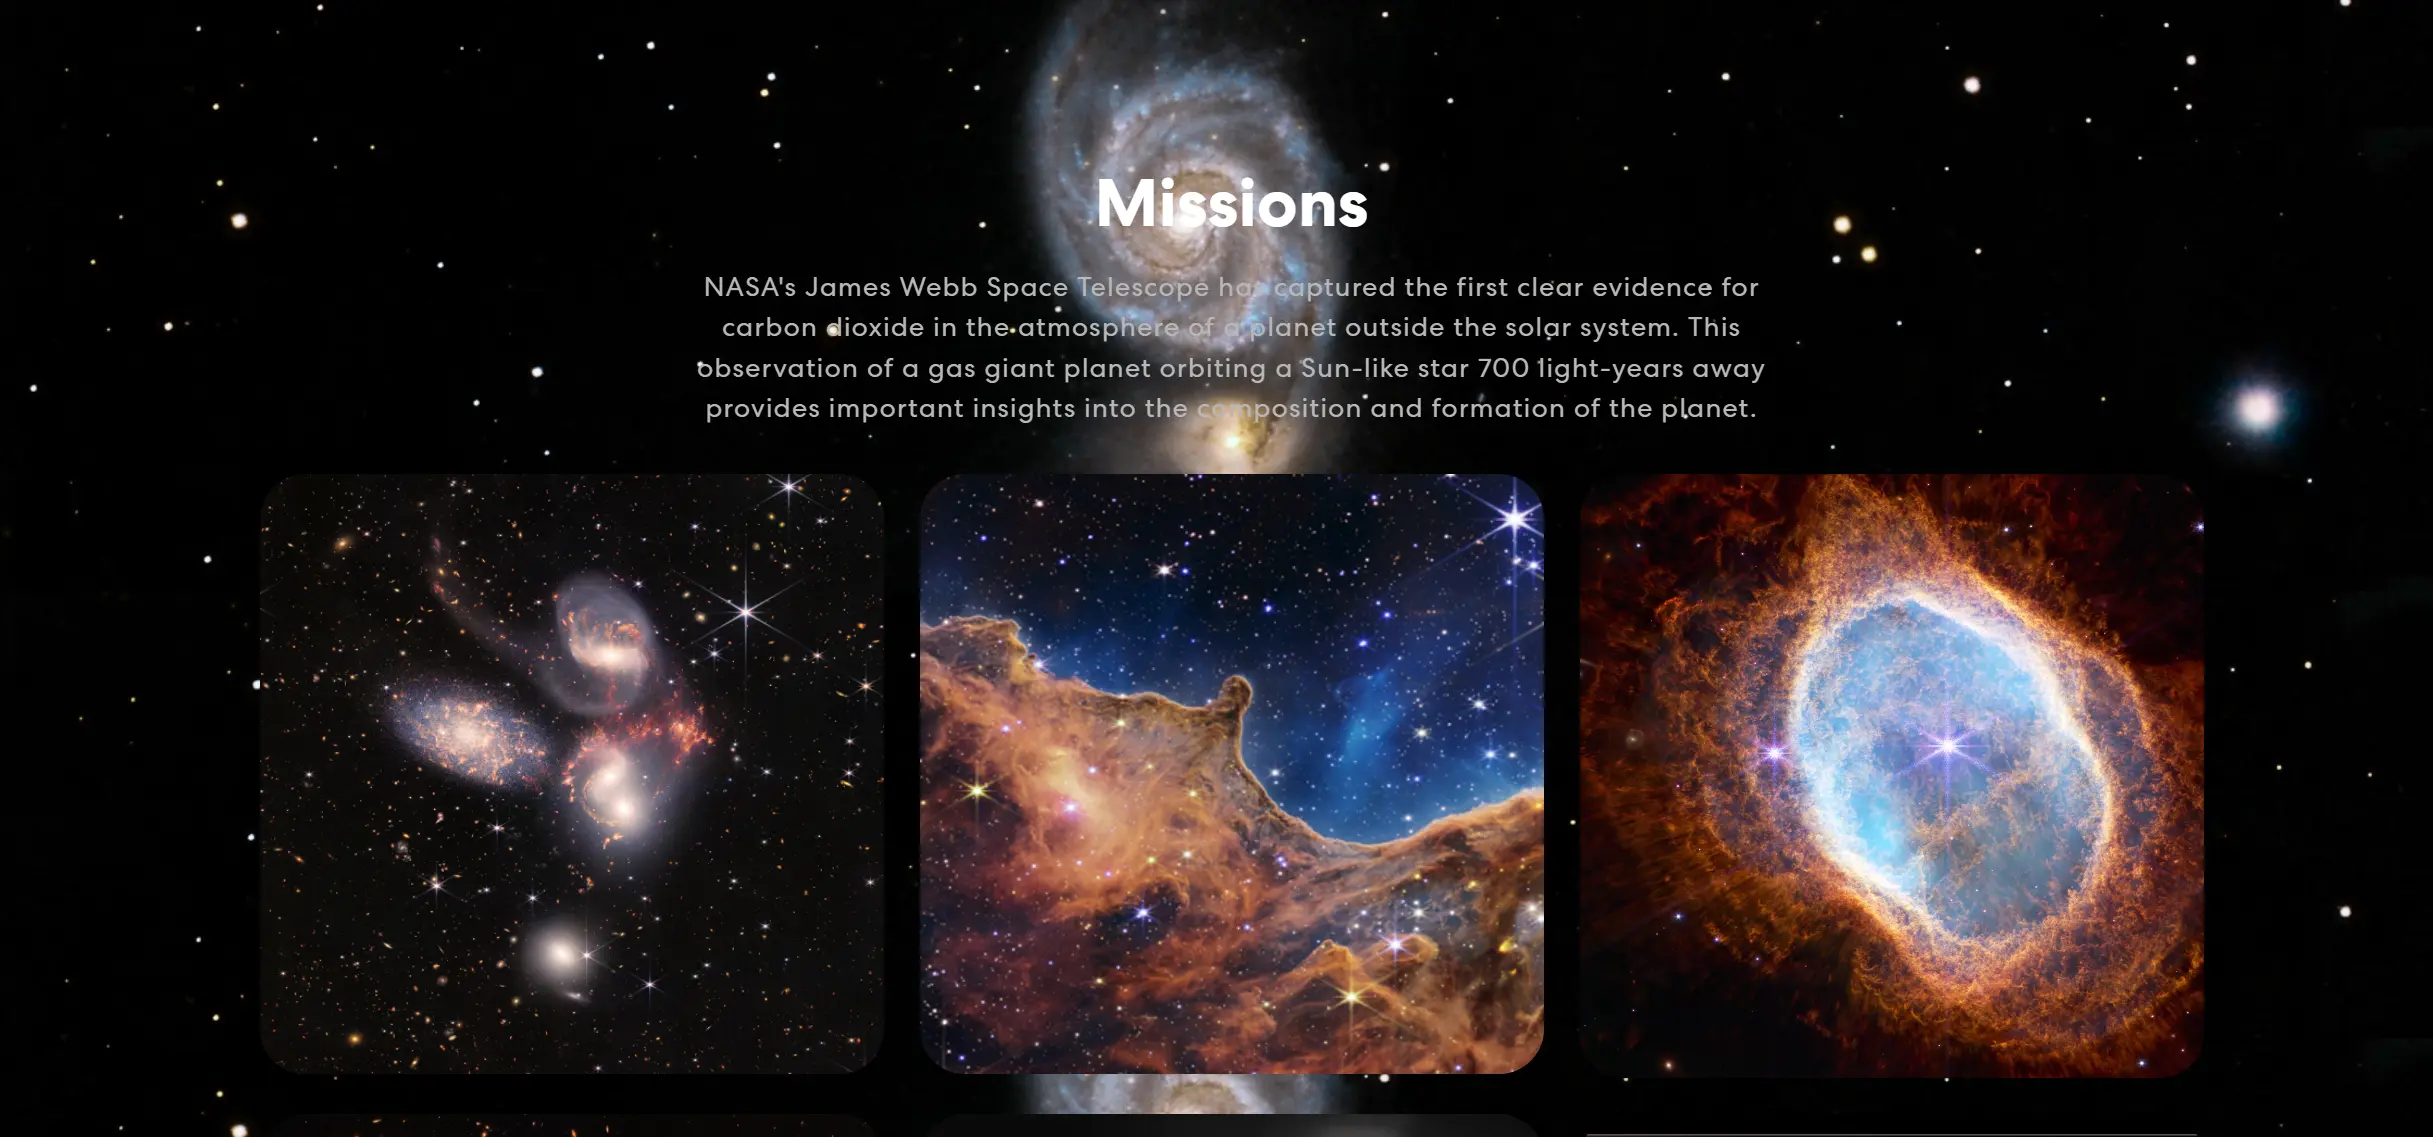 Missions
NASA's James Webb Space Telescope has captured the first clear evidence for
carbon dioxide in the atmosphere of a planet outside the solar system. This
observation of a gas giant planet orbiting a Sun-like star 700 light-years away
provides important insights into the composition and formation of the planet.